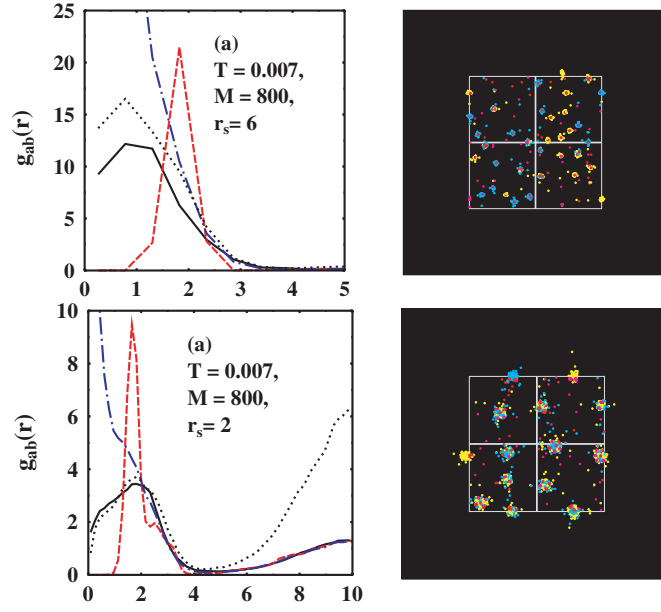 25
20
15
10
5
0
g_ab(r)
(a)
T = 0.007,
M = 800,
r_s= 6
0 1 2 3 4 5
10
8
6
4
2
0
g_ab(r)
(a)
T = 0.007,
M = 800,
r_s= 2
0 2 4 6 8 10